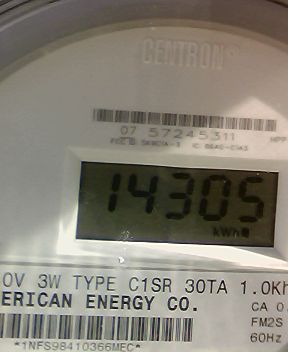 CENTRON®
07 57245311
14305
kWh
0V 3W TYPE C1SR 30TA 1.0Kh
ERICAN ENERGY CO.
CA 0.
FM2S
60Hz
*1NFS98410366MEC*